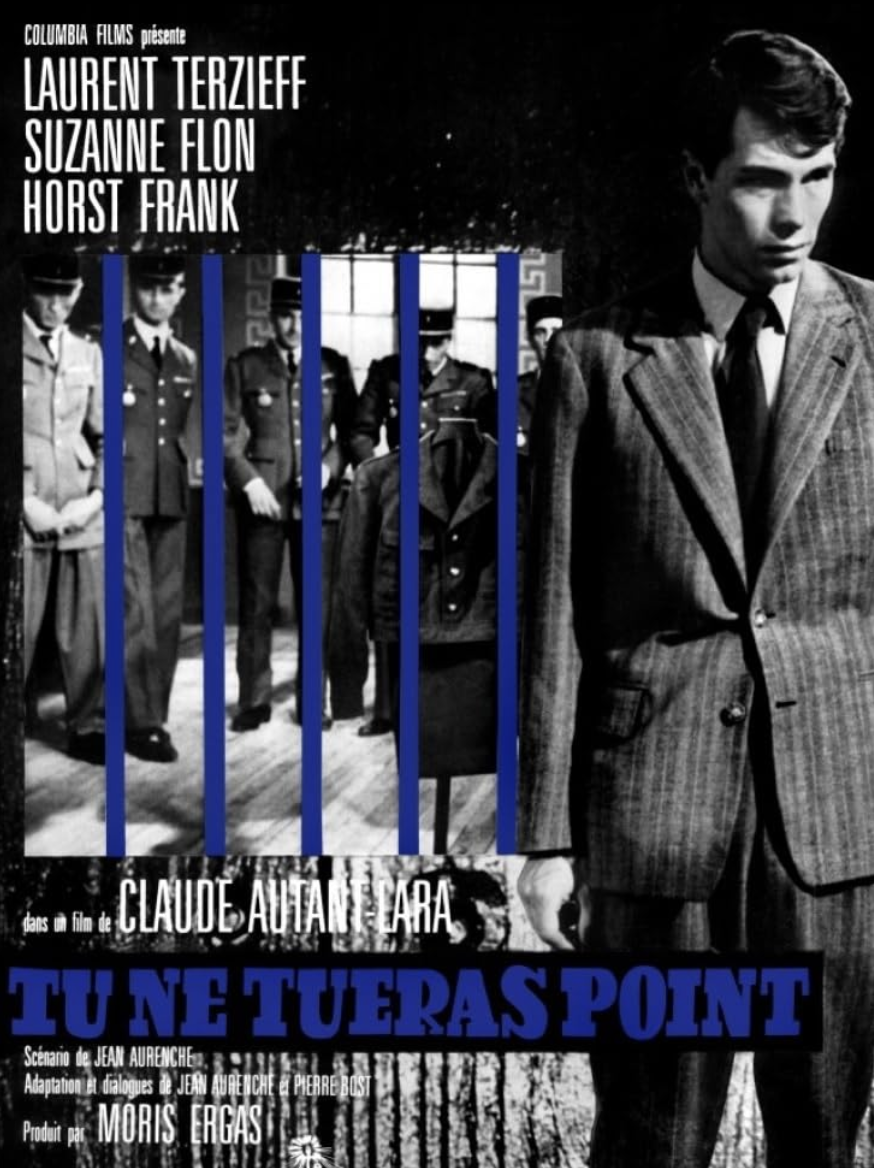 COLUMBIA FILMS présente
LAURENT TERZIEFF
SUZANNE FLON
HORST FRANK
dans un film de CLAUDE AUTANT-LARA
TU NE TUERAS POINT
Scénario de JEAN AURENCHE
Adaptation et dialogues de JEAN AURENCHE et PIERRE BOST
Produit par MORIS ERGAS